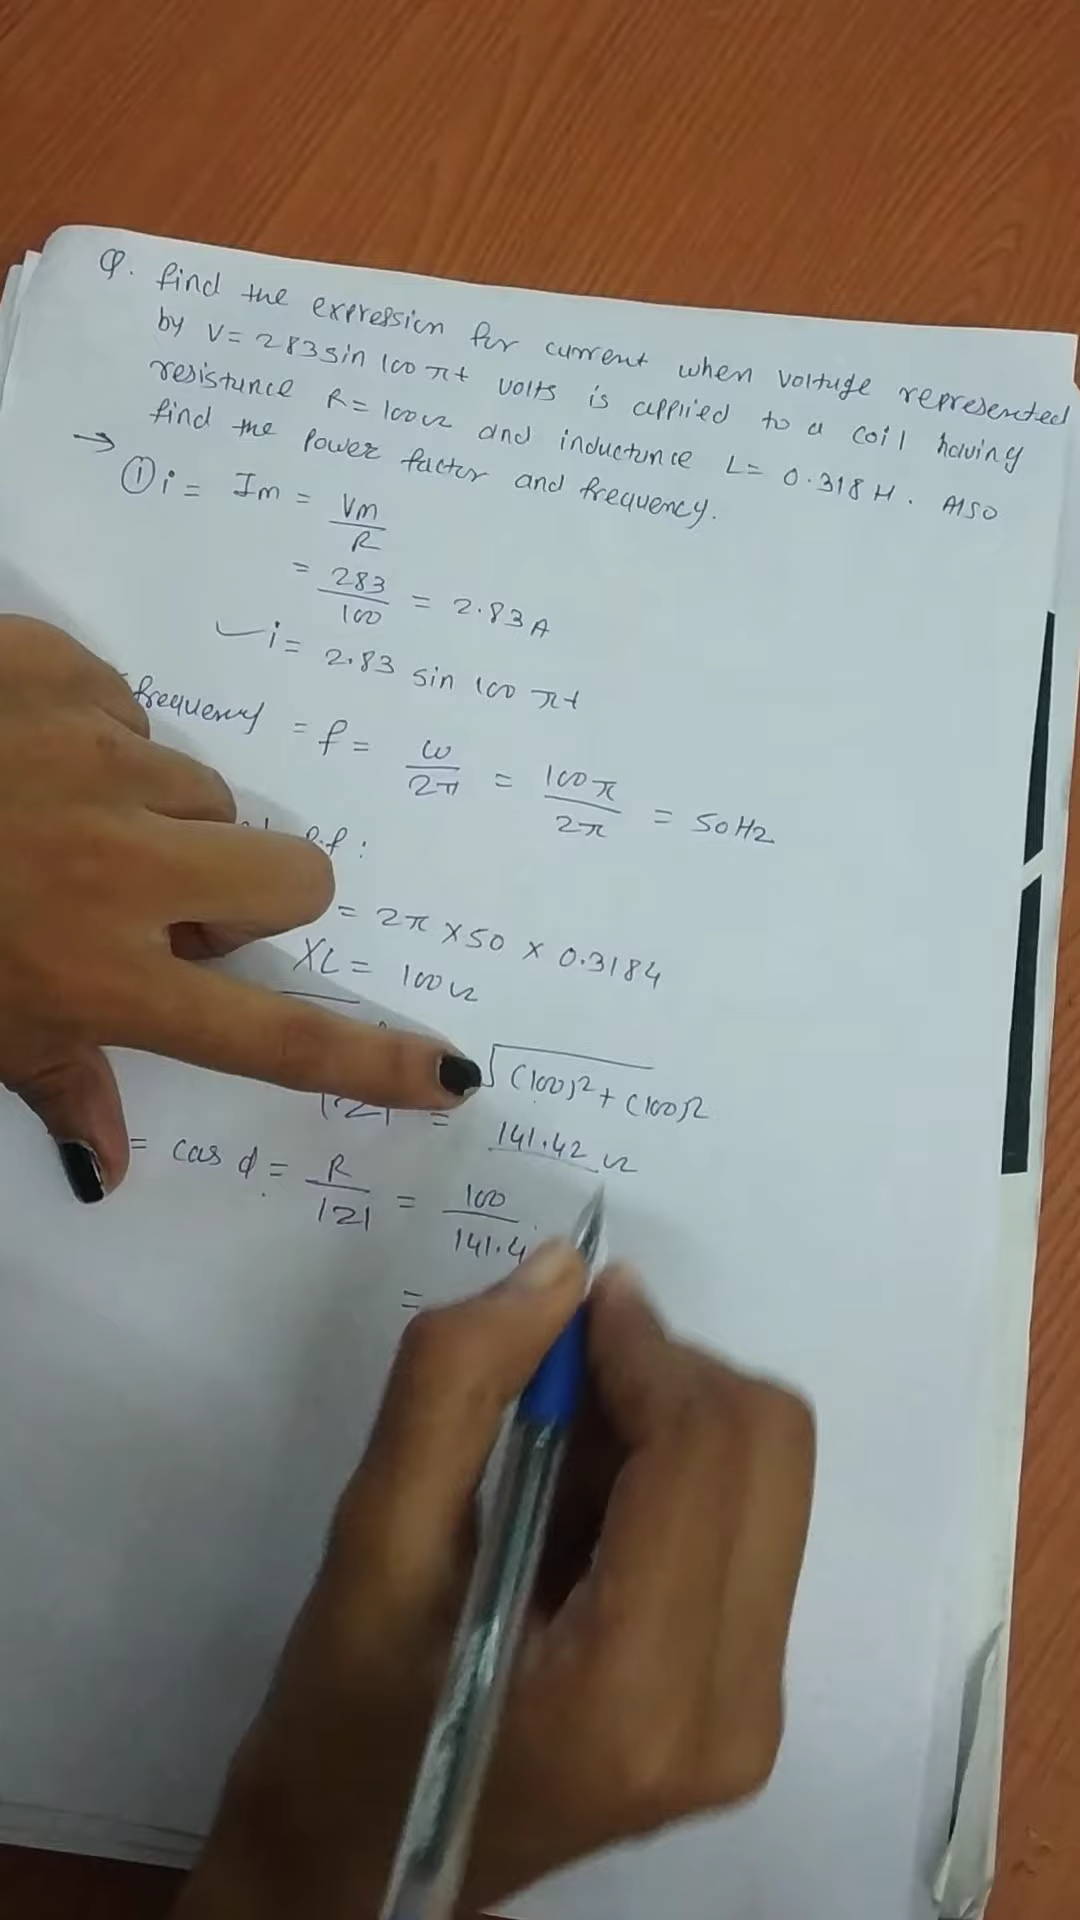 Q. find the expression for current when voltage represented
by V= 283 sin 100 πt volts is applied to a coil having
resistance R= 100Ω and inductance L= 0.318 H. Also
find the Power factor and frequency.
→ ① i = Im = Vm/R
= 283/100 = 2.83 A
i = 2.83 sin 100 πt
frequency = f = ω/2π = 100π/2π = 50Hz
p.f :
= 2π × 50 × 0.3184
XL = 100Ω
√(100)²+(100)²
|Z| = 141.42 Ω
= cos φ = R/|Z| = 100/141.4
=